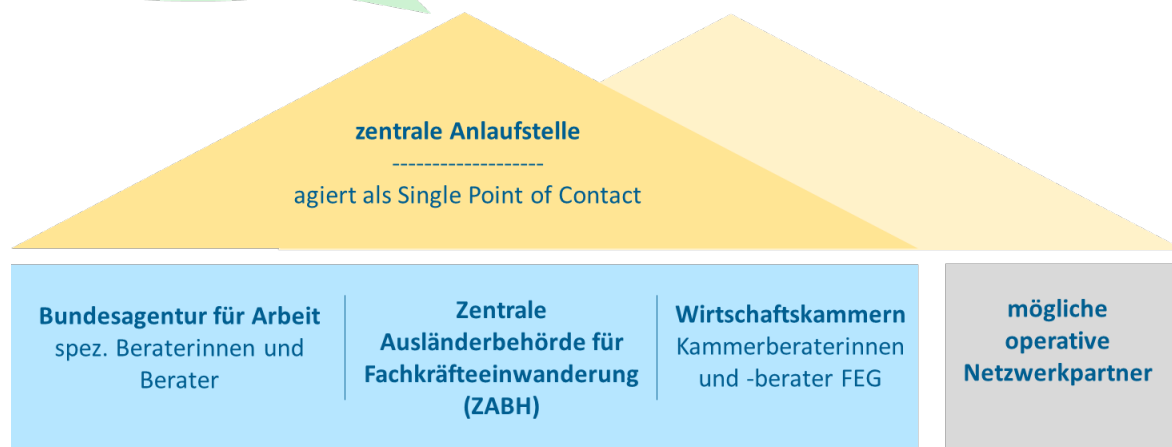 zentrale Anlaufstelle
-------------------
agiert als Single Point of Contact
Bundesagentur für Arbeit
spez. Beraterinnen und
Berater
Zentrale
Ausländerbehörde für
Fachkräfteeinwanderung
(ZABH)
Wirtschaftskammern
Kammerberaterinnen
und -berater FEG
mögliche
operative
Netzwerkpartner